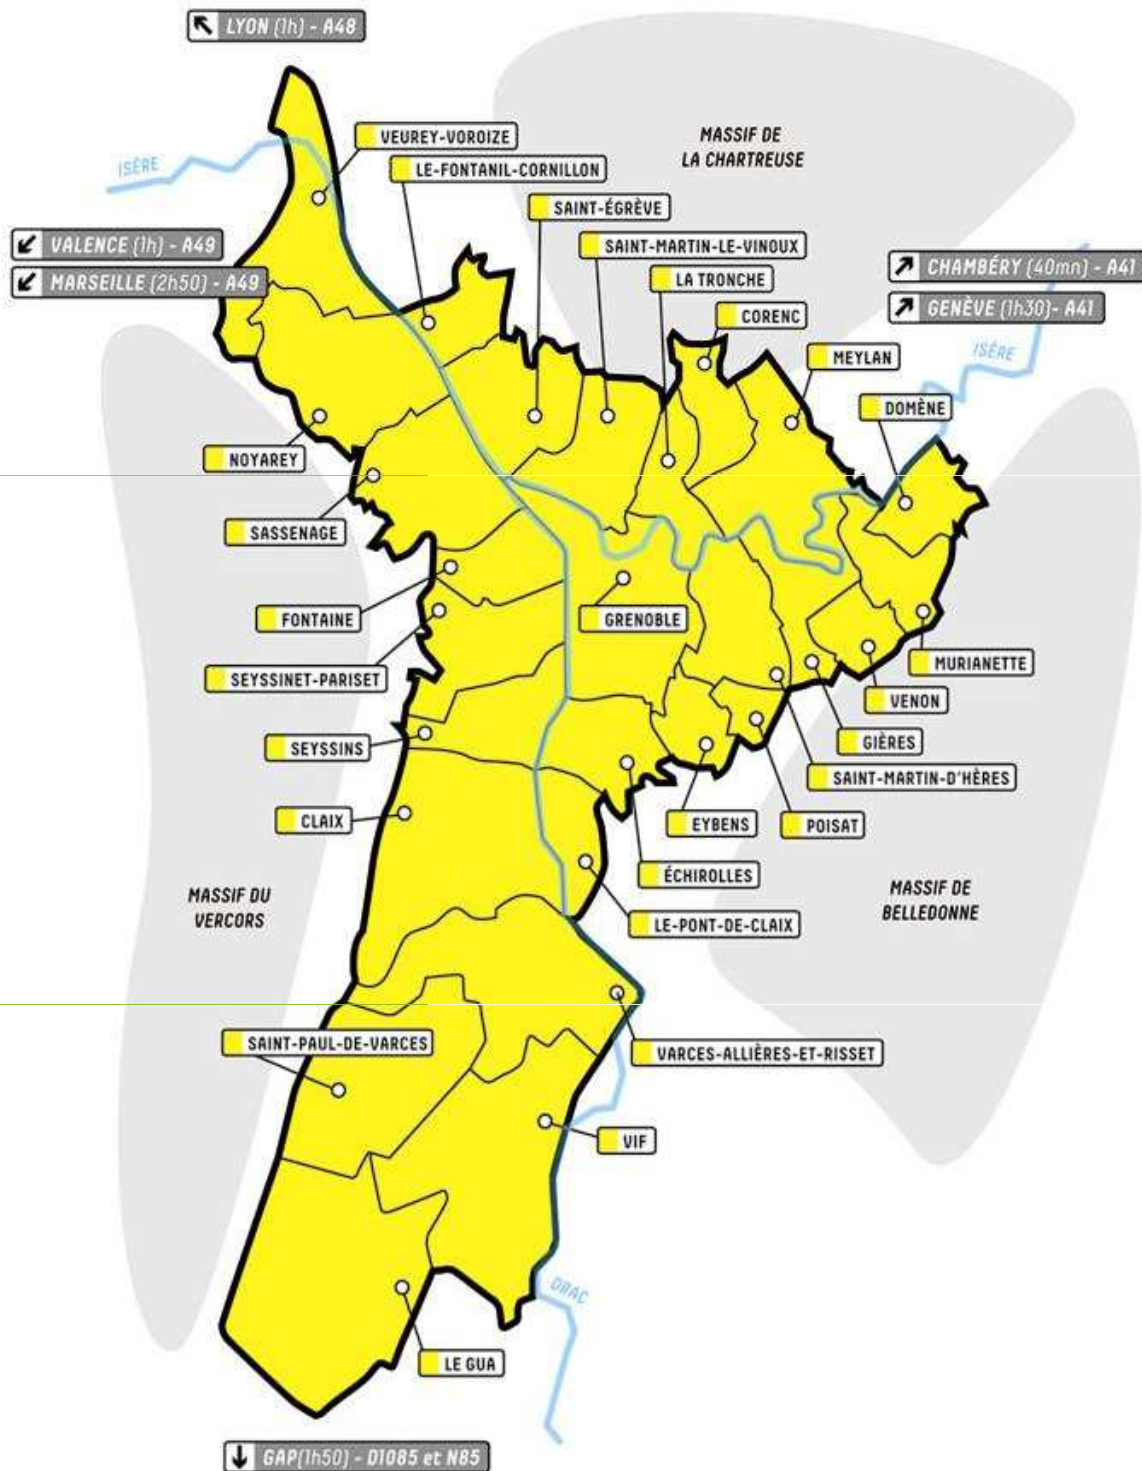 LYON (1h) - A48
VEUREY-VOROIZE
MASSIF DE
LA CHARTREUSE
ISÈRE
LE-FONTANIL-CORNILLON
SAINT-ÉGRÈVE
VALENCE (1h) - A49
SAINT-MARTIN-LE-VINOUX
MARSEILLE (2h50) - A49
LA TRONCHE
CHAMBÉRY (40mn) - A41
GENÈVE (1h30)- A41
CORENC
ISÈRE
MEYLAN
DOMÈNE
NOYAREY
SASSENAGE
FONTAINE
GRENOBLE
SEYSSINET-PARISET
MURIANETTE
VENON
SEYSSINS
GIÈRES
SAINT-MARTIN-D'HÈRES
CLAIX
EYBENS
POISAT
ÉCHIROLLES
MASSIF DU
VERCORS
MASSIF DE
BELLEDONNE
LE-PONT-DE-CLAIX
SAINT-PAUL-DE-VARCES
VARCES-ALLIÈRES-ET-RISSET
VIF
DRAC
LE GUA
GAP(1h50) - D1085 et N85